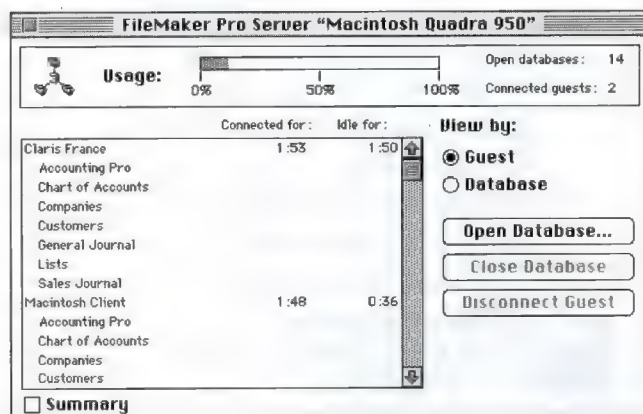 FileMaker Pro Server “Macintosh Quadra 950”
Usage:
0% 50% 100%
Open databases: 14
Connected guests: 2
Connected for: Idle for:
Claris France 1:53 1:50
Accounting Pro
Chart of Accounts
Companies
Customers
General Journal
Lists
Sales Journal
Macintosh Client 1:48 0:36
Accounting Pro
Chart of Accounts
Companies
Customers
Summary
View by:
Guest
Database
Open Database...
Close Database
Disconnect Guest